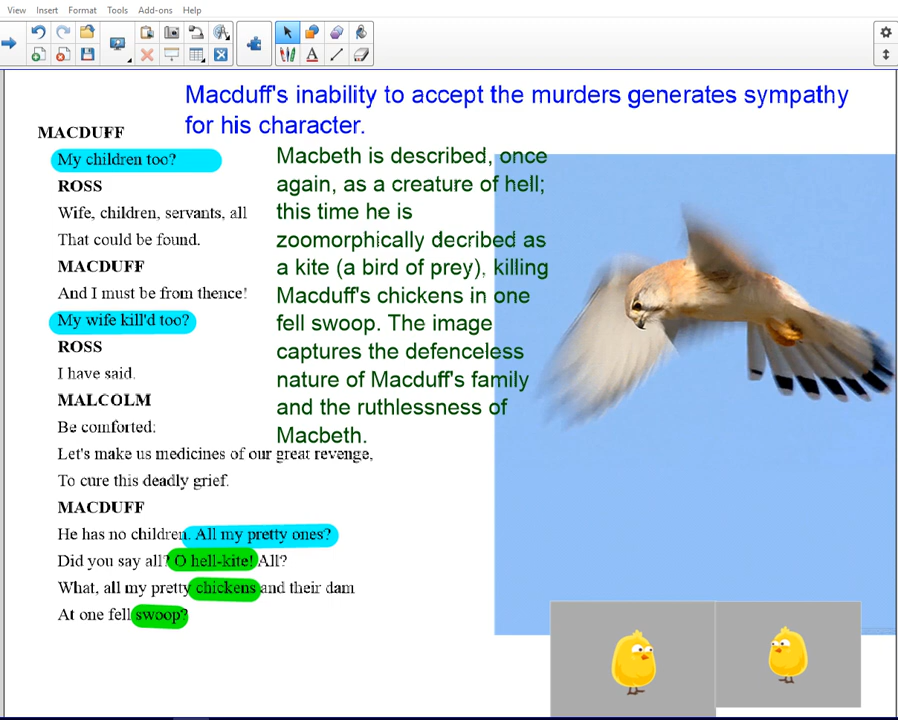 View Insert Format Tools Add-ons Help
Macduff's inability to accept the murders generates sympathy
for his character.
MACDUFF
My children too?
ROSS
Wife, children, servants, all
That could be found.
MACDUFF
And I must be from thence!
My wife kill'd too?
ROSS
I have said.
MALCOLM
Be comforted:
Let's make us medicines of our great revenge,
To cure this deadly grief.
MACDUFF
He has no children. All my pretty ones?
Did you say all? O hell-kite! All?
What, all my pretty chickens and their dam
At one fell swoop?
Macbeth is described, once
again, as a creature of hell;
this time he is
zoomorphically decribed as
a kite (a bird of prey), killing
Macduff's chickens in one
fell swoop. The image
captures the defenceless
nature of Macduff's family
and the ruthlessness of
Macbeth.